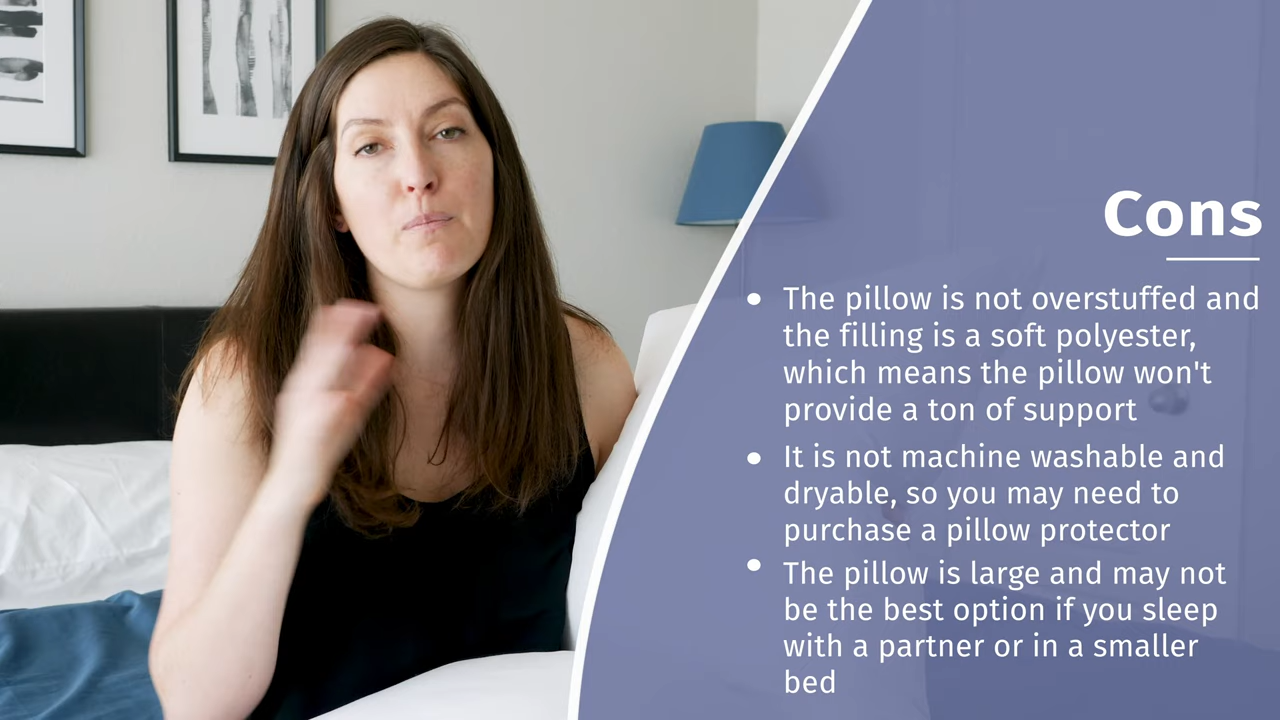 Cons
• The pillow is not overstuffed and
the filling is a soft polyester,
which means the pillow won't
provide a ton of support
• It is not machine washable and
dryable, so you may need to
purchase a pillow protector
• The pillow is large and may not
be the best option if you sleep
with a partner or in a smaller
bed